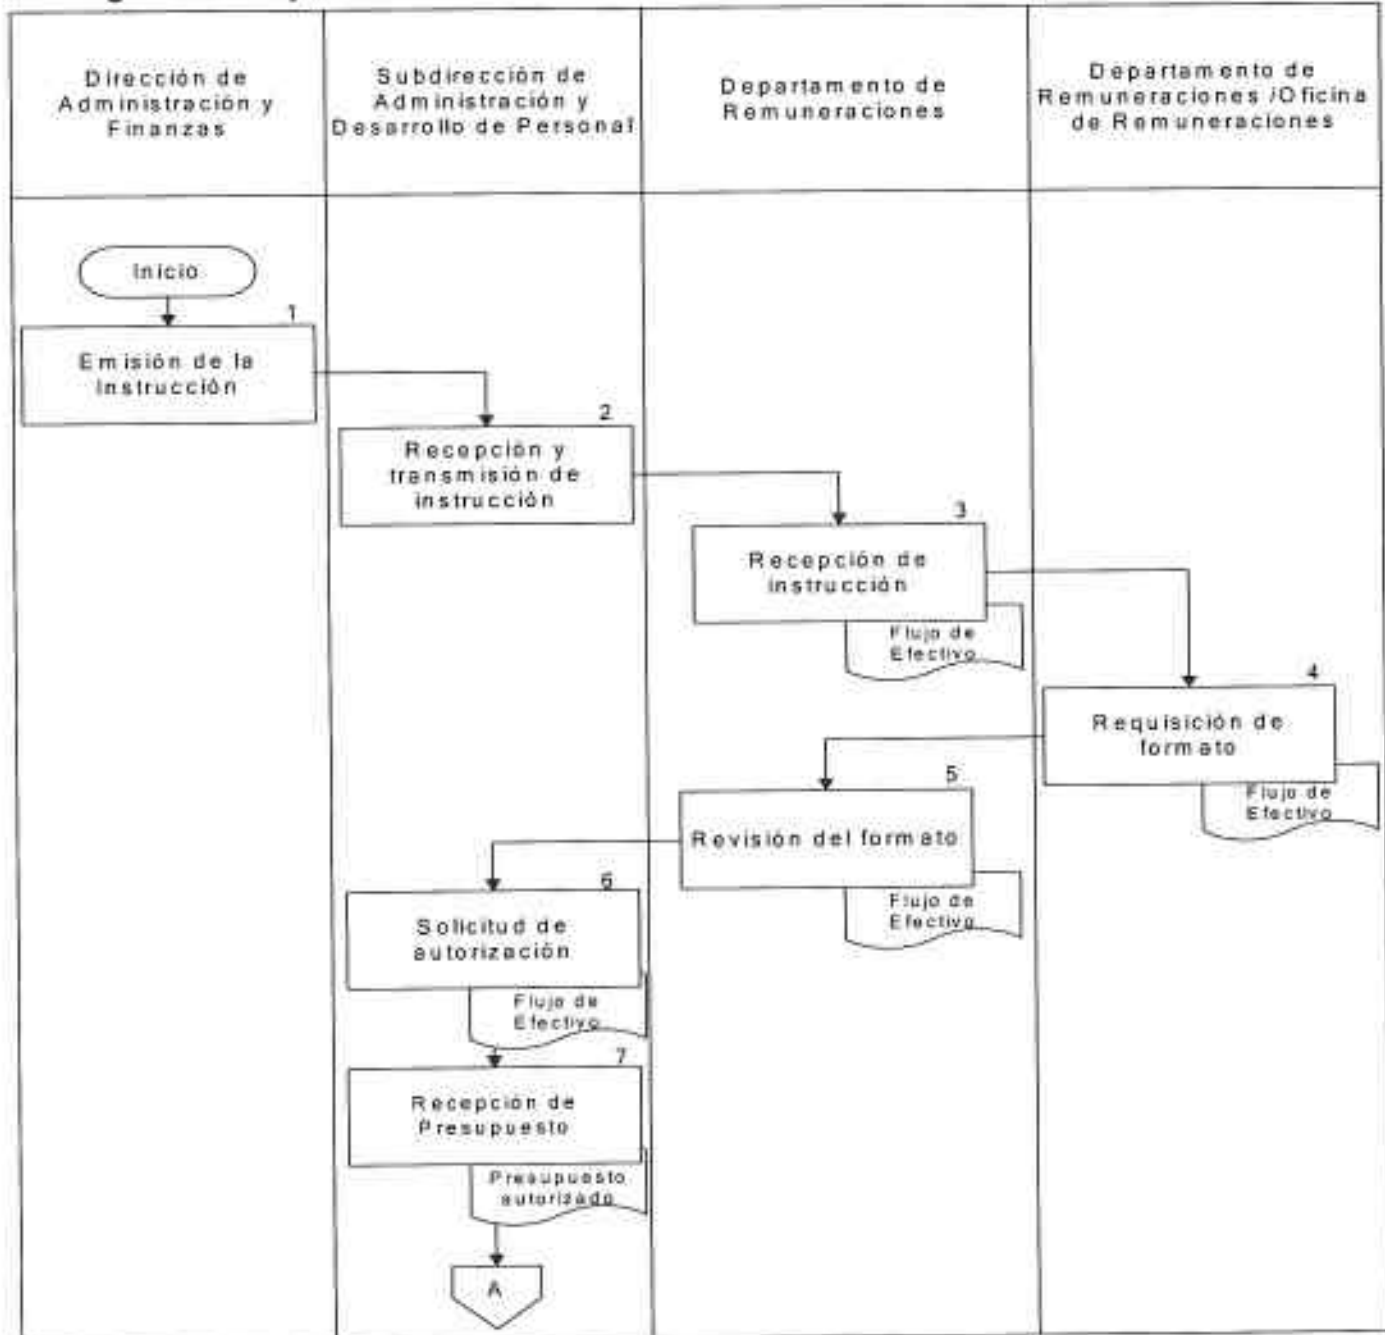 Dirección de
Administración y
Finanzas
Subdirección de
Administración y
Desarrollo de Personal
Departamento de
Remuneraciones
Departamento de
Remuneraciones /Oficina
de Remuneraciones
Inicio
1
Emisión de la
Instrucción
2
Recepción y
transmisión de
instrucción
3
Recepción de
instrucción
Flujo de
Efectivo
4
Requisición de
formato
Flujo de
Efectivo
5
Revisión del formato
Flujo de
Efectivo
6
Solicitud de
autorización
Flujo de
Efectivo
7
Recepción de
Presupuesto
Presupuesto
autorizado
A